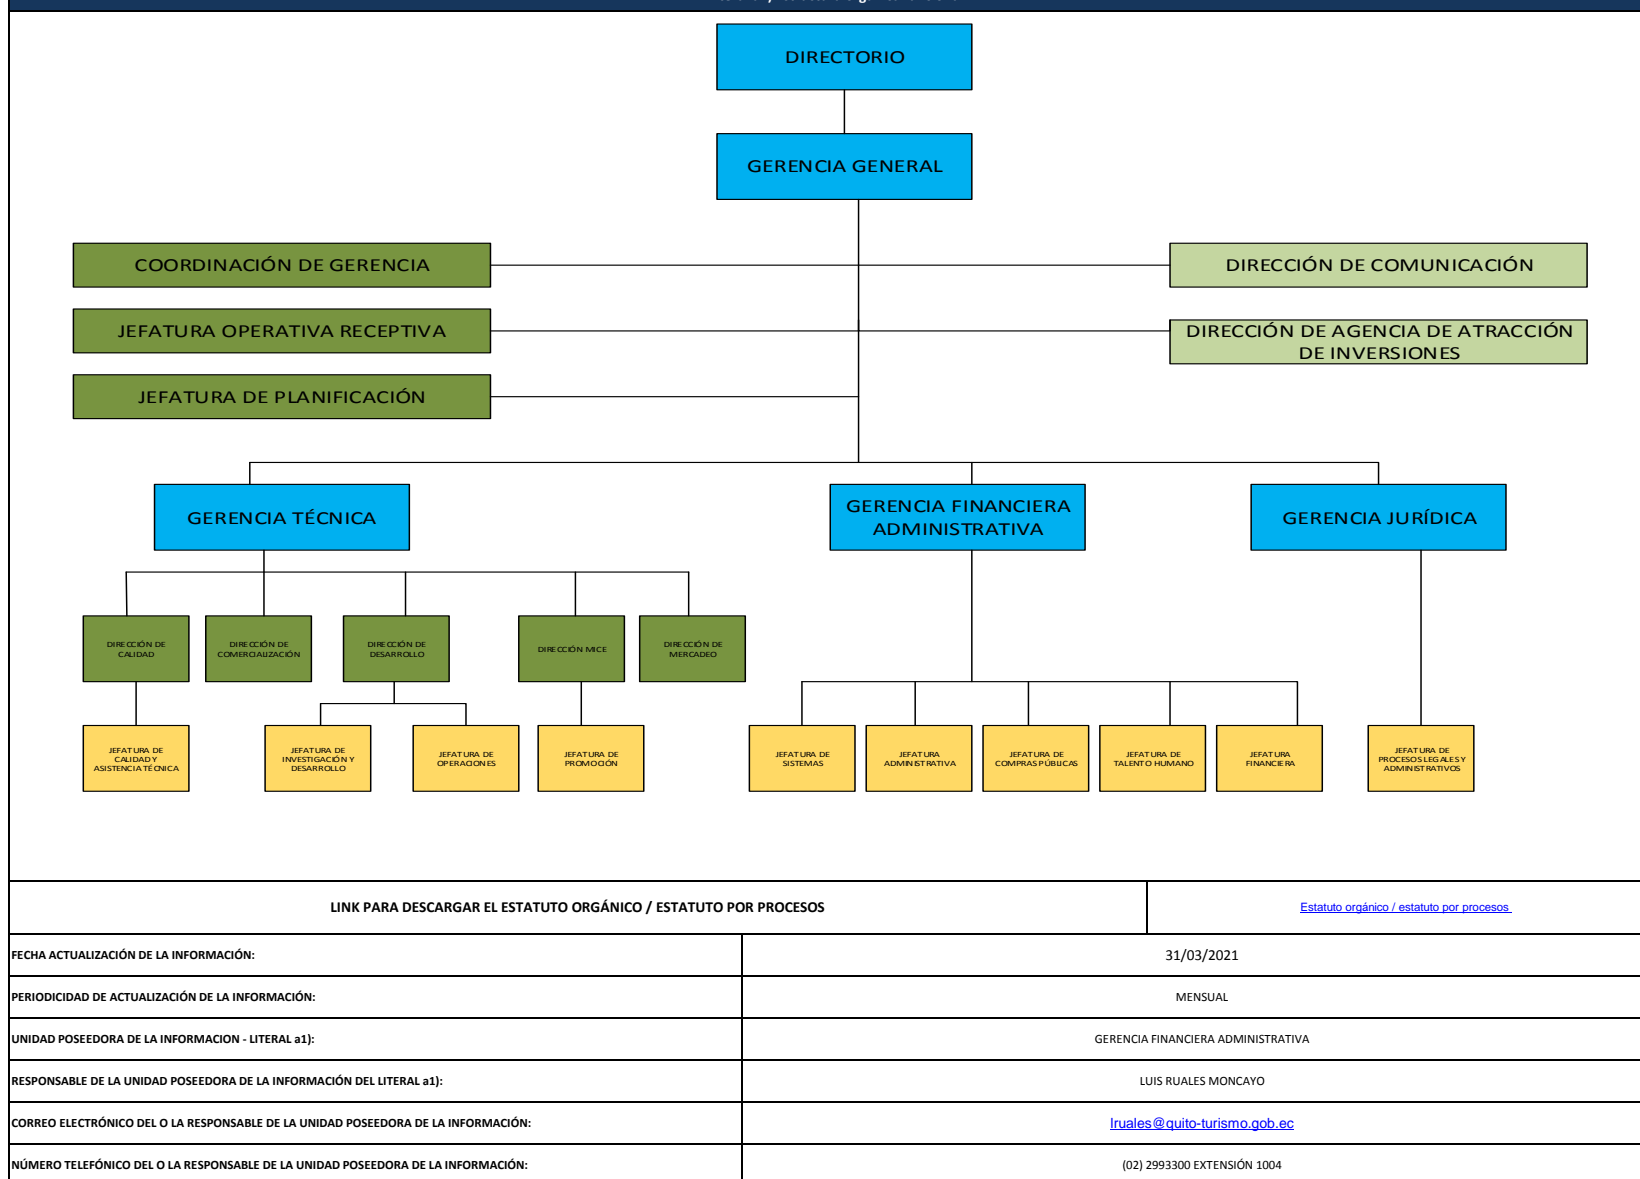 DIRECTORIO
GERENCIA GENERAL
COORDINACIÓN DE GERENCIA
DIRECCIÓN DE COMUNICACIÓN
JEFATURA OPERATIVA RECEPTIVA
DIRECCIÓN DE AGENCIA DE ATRACCIÓN
DE INVERSIONES
JEFATURA DE PLANIFICACIÓN
GERENCIA TÉCNICA
GERENCIA FINANCIERA
ADMINISTRATIVA
GERENCIA JURÍDICA
DIRECCIÓN DE
CALIDAD
DIRECCIÓN DE
COMERCIALIZACIÓN
DIRECCIÓN DE
DESARROLLO
DIRECCIÓN MICE
DIRECCIÓN DE
MERCADEO
JEFATURA DE
CALIDAD Y
ASISTENCIA TÉCNICA
JEFATURA DE
INVESTIGACIÓN Y
DESARROLLO
JEFATURA DE
OPERACIONES
JEFATURA DE
PROMOCIÓN
JEFATURA DE
SISTEMAS
JEFATURA
ADMINISTRATIVA
JEFATURA DE
COMPRAS PÚBLICAS
JEFATURA DE
TALENTO HUMANO
JEFATURA
FINANCIERA
JEFATURA DE
PROCESOS LEGALES Y
ADMINISTRATIVOS
LINK PARA DESCARGAR EL ESTATUTO ORGÁNICO / ESTATUTO POR PROCESOS
Estatuto orgánico / estatuto por procesos
FECHA ACTUALIZACIÓN DE LA INFORMACIÓN:
31/03/2021
PERIODICIDAD DE ACTUALIZACIÓN DE LA INFORMACIÓN:
MENSUAL
UNIDAD POSEEDORA DE LA INFORMACION - LITERAL a1):
GERENCIA FINANCIERA ADMINISTRATIVA
RESPONSABLE DE LA UNIDAD POSEEDORA DE LA INFORMACIÓN DEL LITERAL a1):
LUIS RUALES MONCAYO
CORREO ELECTRÓNICO DEL O LA RESPONSABLE DE LA UNIDAD POSEEDORA DE LA INFORMACIÓN:
lruales@quito-turismo.gob.ec
NÚMERO TELEFÓNICO DEL O LA RESPONSABLE DE LA UNIDAD POSEEDORA DE LA INFORMACIÓN:
(02) 2993300 EXTENSIÓN 1004